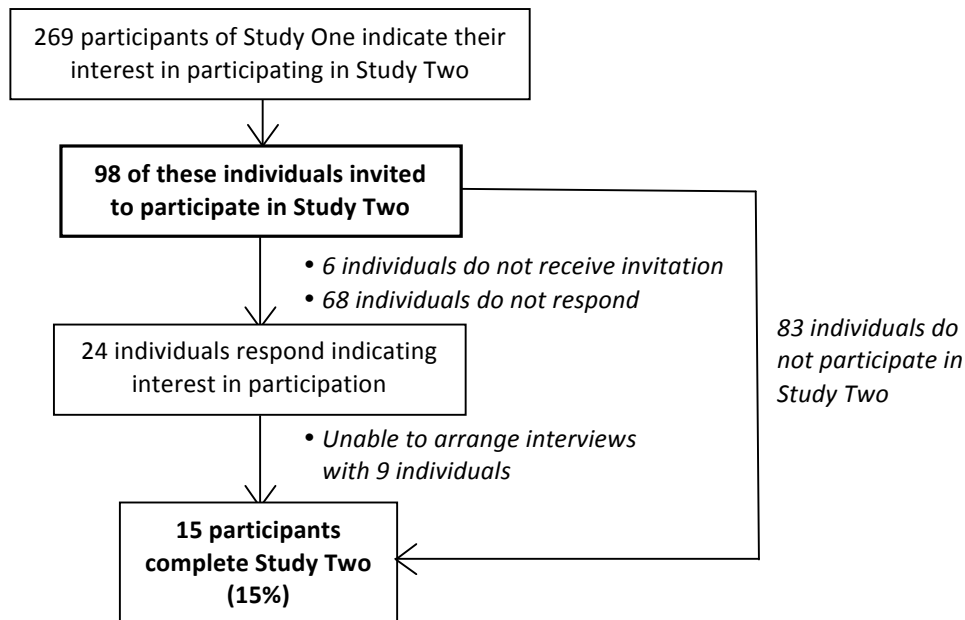 269 participants of Study One indicate their
interest in participating in Study Two
98 of these individuals invited
to participate in Study Two
• 6 individuals do not receive invitation
• 68 individuals do not respond
83 individuals do
not participate in
Study Two
24 individuals respond indicating
interest in participation
• Unable to arrange interviews
with 9 individuals
15 participants
complete Study Two
(15%)